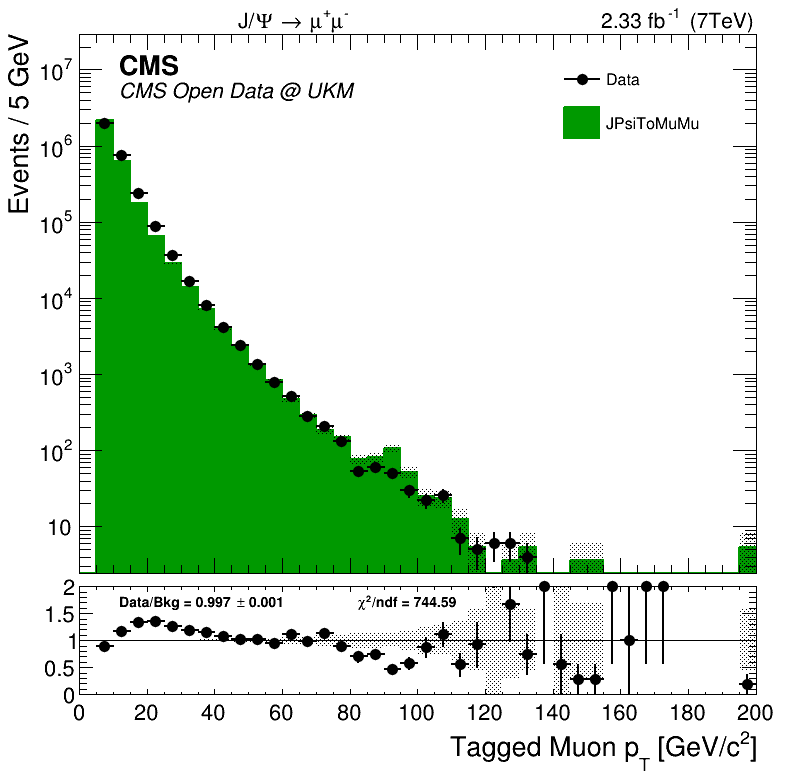 J/Ψ → μ⁺μ⁻ 2.33 fb⁻¹ (7TeV)
CMS
CMS Open Data @ UKM
Data
JPsiToMuMu
Events / 5 GeV
10⁷
10⁶
10⁵
10⁴
10³
10²
10
Data/Bkg = 0.997 ± 0.001 χ²/ndf = 744.59
2
1.5
1
0.5
0
0 20 40 60 80 100 120 140 160 180 200
Tagged Muon p_T [GeV/c²]